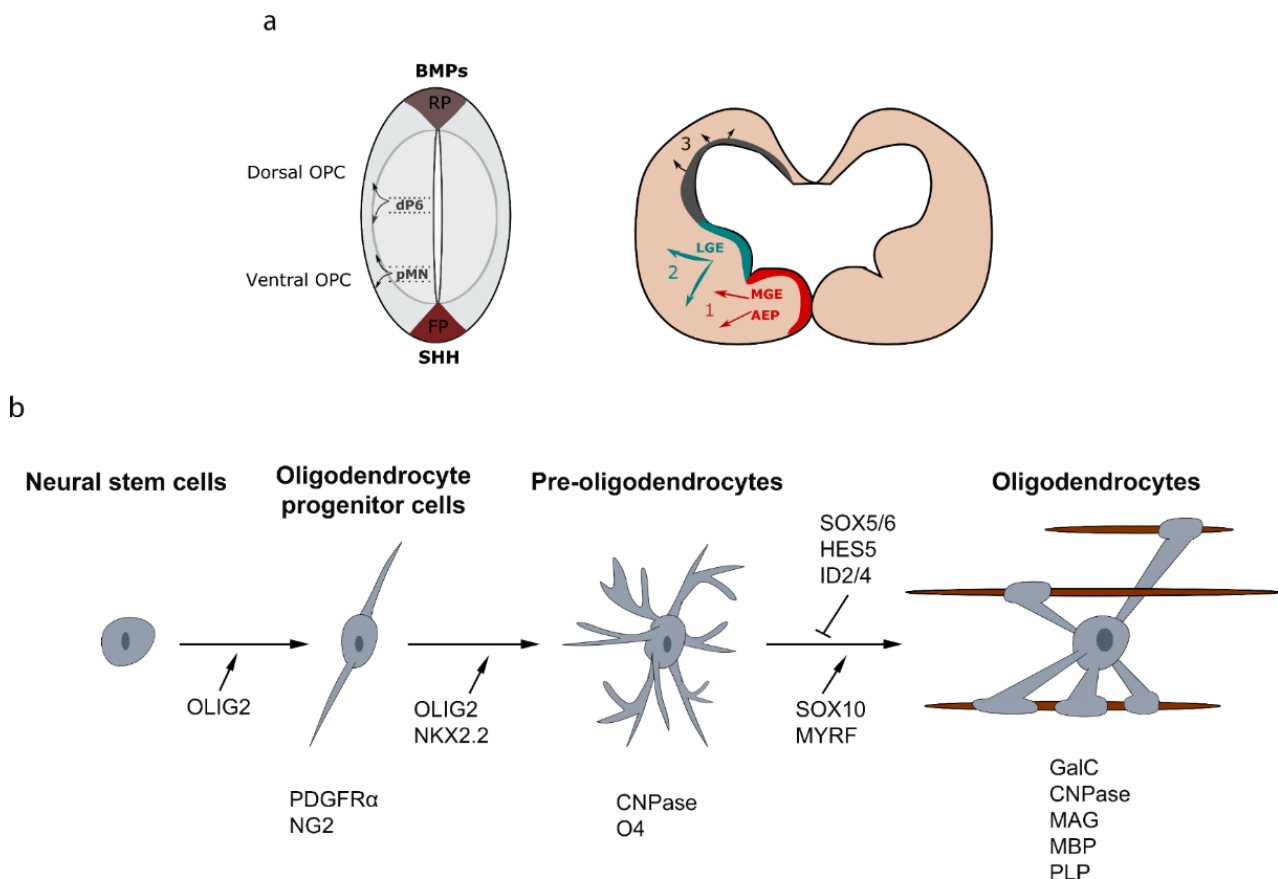 a
BMPs
RP
Dorsal OPC
dP6
Ventral OPC
pMN
FP
SHH
3
LGE
2
MGE
1
AEP
b
Neural stem cells
Oligodendrocyte
progenitor cells
Pre-oligodendrocytes
Oligodendrocytes
SOX5/6
HES5
ID2/4
OLIG2
OLIG2
NKX2.2
SOX10
MYRF
PDGFRα
NG2
CNPase
O4
GalC
CNPase
MAG
MBP
PLP